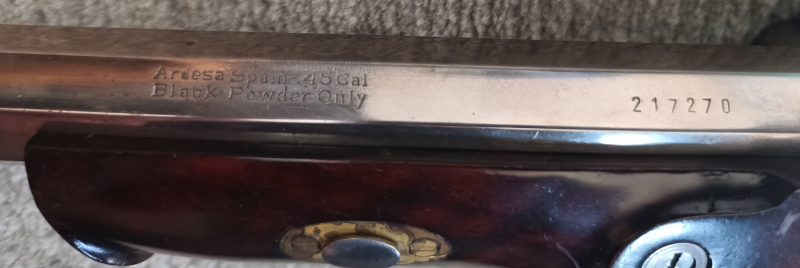 Ardesa Spain .45 Cal
Black Powder Only
217270